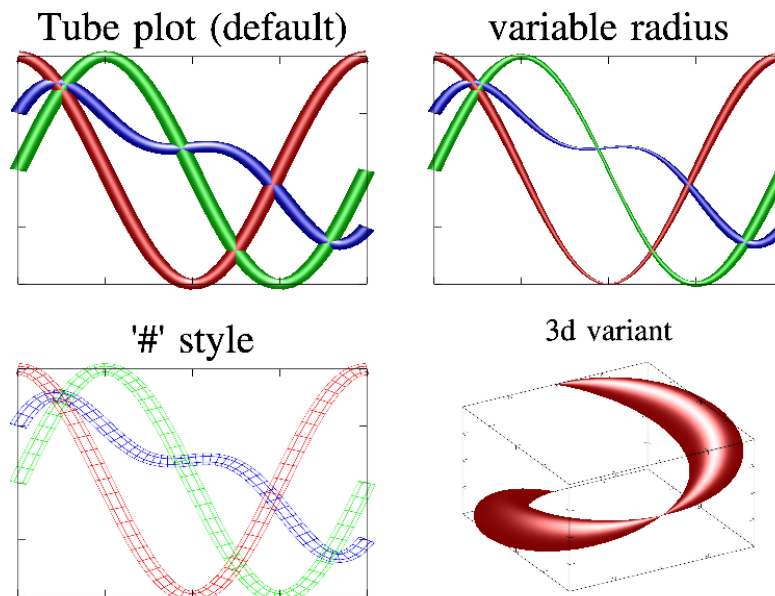 Tube plot (default)
variable radius
'#' style
3d variant